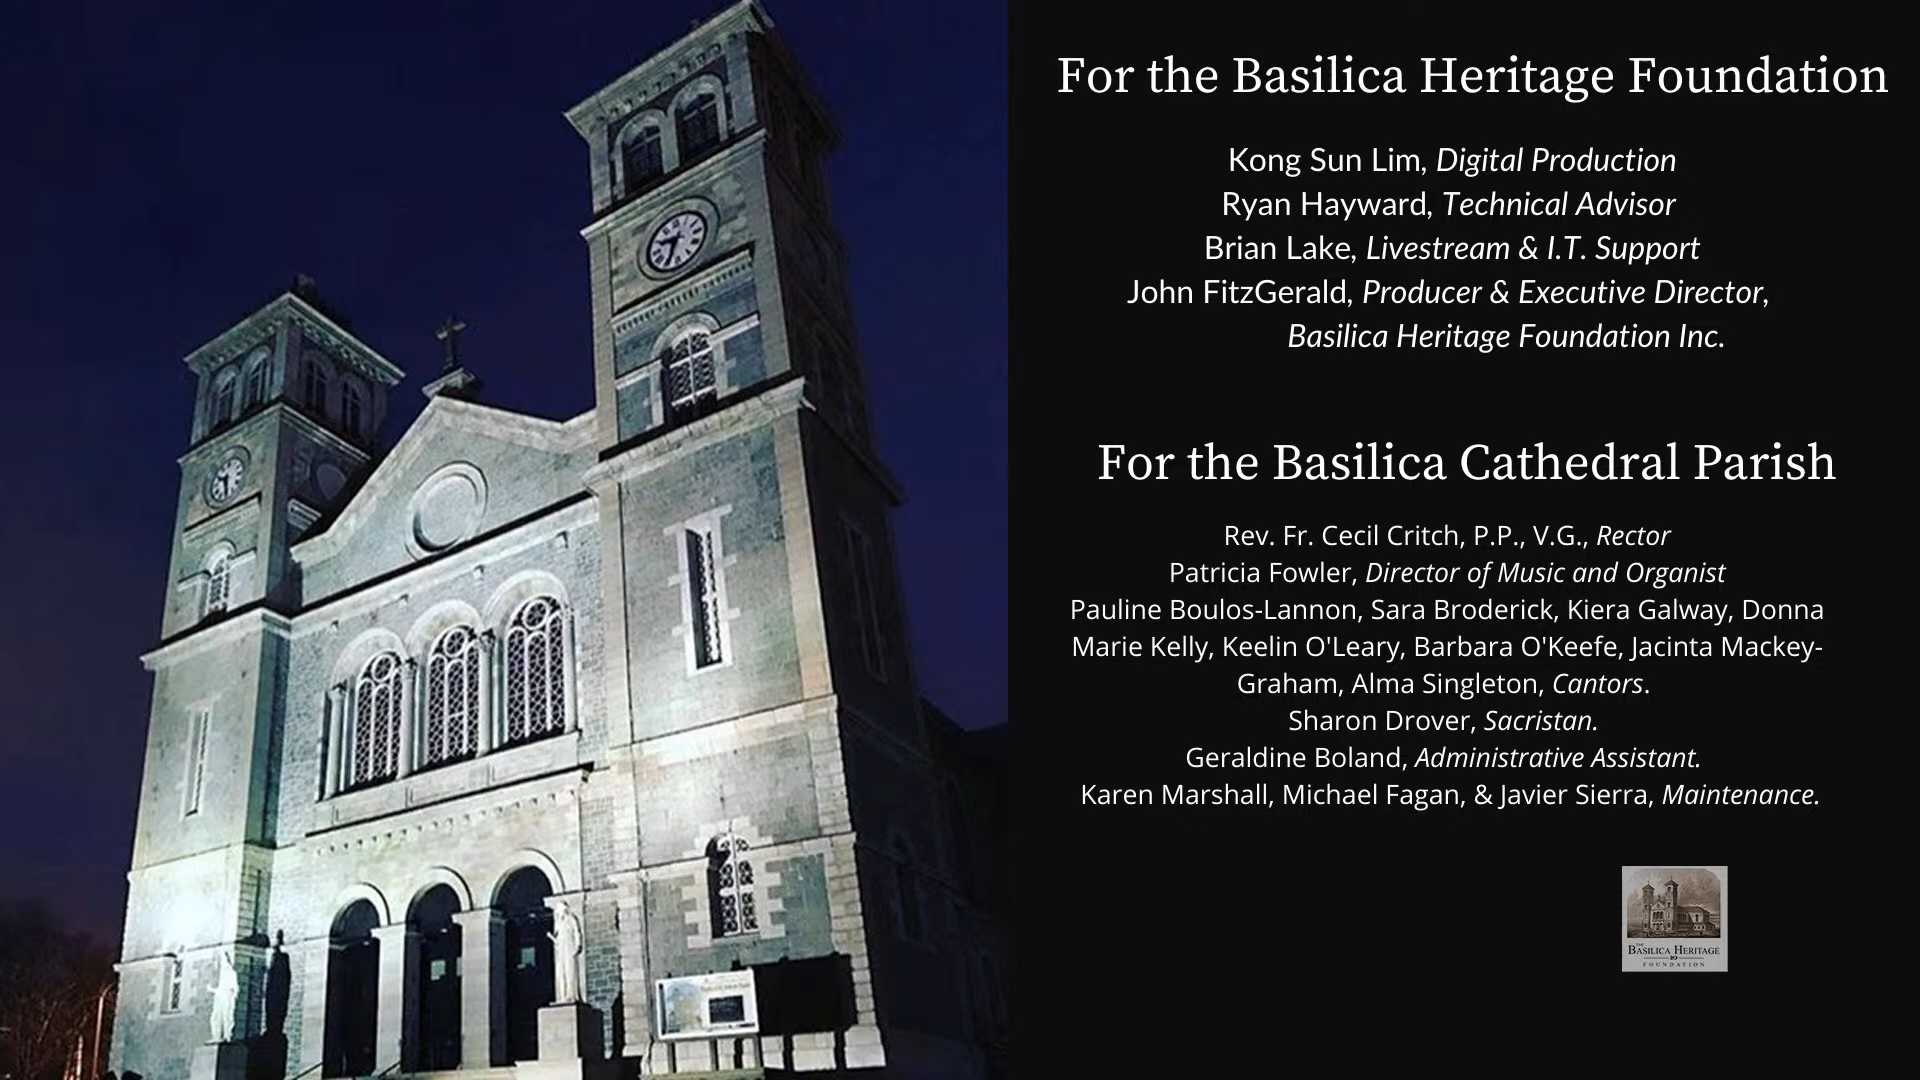 For the Basilica Heritage Foundation
Kong Sun Lim, Digital Production
Ryan Hayward, Technical Advisor
Brian Lake, Livestream & I.T. Support
John FitzGerald, Producer & Executive Director,
Basilica Heritage Foundation Inc.
For the Basilica Cathedral Parish
Rev. Fr. Cecil Critch, P.P., V.G., Rector
Patricia Fowler, Director of Music and Organist
Pauline Boulos-Lannon, Sara Broderick, Kiera Galway, Donna
Marie Kelly, Keelin O'Leary, Barbara O'Keefe, Jacinta Mackey-
Graham, Alma Singleton, Cantors.
Sharon Drover, Sacristan.
Geraldine Boland, Administrative Assistant.
Karen Marshall, Michael Fagan, & Javier Sierra, Maintenance.
THE
BASILICA HERITAGE
FOUNDATION